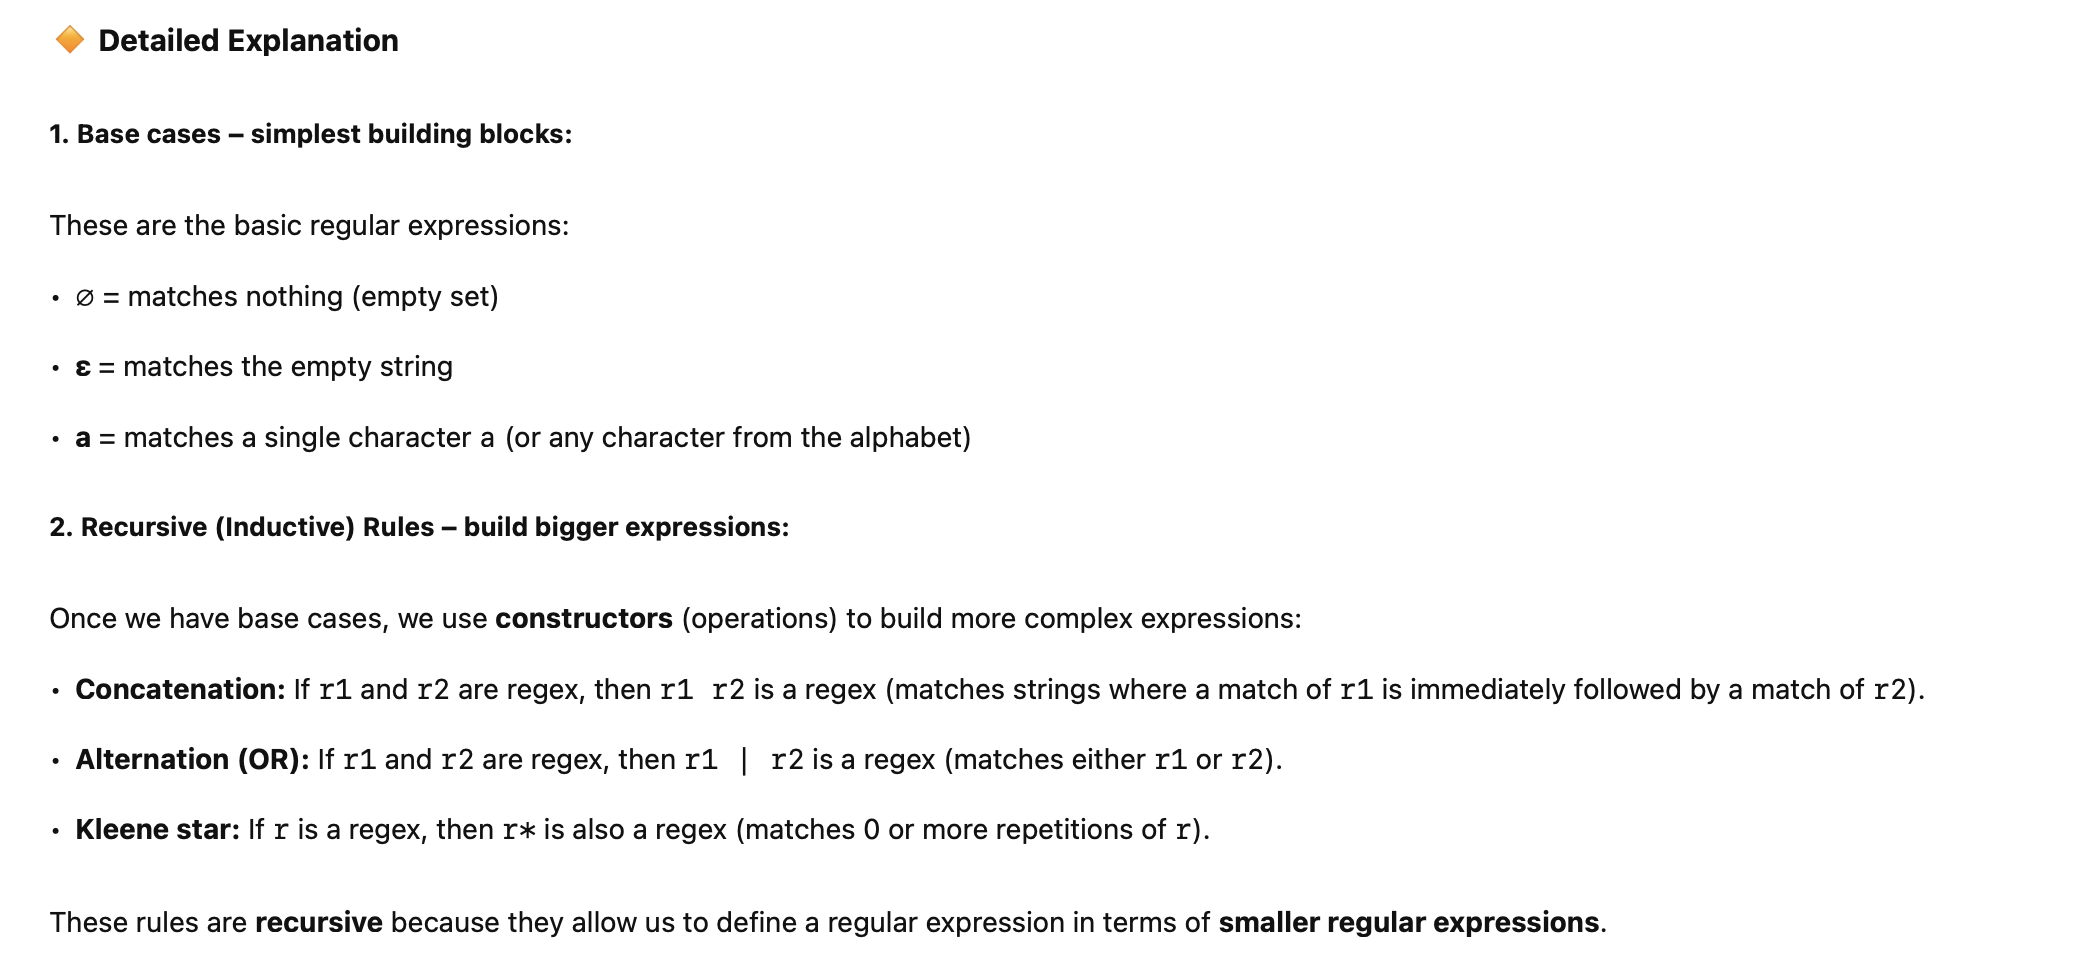 🔶 Detailed Explanation
1. Base cases – simplest building blocks:
These are the basic regular expressions:
• ∅ = matches nothing (empty set)
• ε = matches the empty string
• a = matches a single character a (or any character from the alphabet)
2. Recursive (Inductive) Rules – build bigger expressions:
Once we have base cases, we use constructors (operations) to build more complex expressions:
• Concatenation: If r1 and r2 are regex, then r1 r2 is a regex (matches strings where a match of r1 is immediately followed by a match of r2).
• Alternation (OR): If r1 and r2 are regex, then r1 | r2 is a regex (matches either r1 or r2).
• Kleene star: If r is a regex, then r* is also a regex (matches 0 or more repetitions of r).
These rules are recursive because they allow us to define a regular expression in terms of smaller regular expressions.